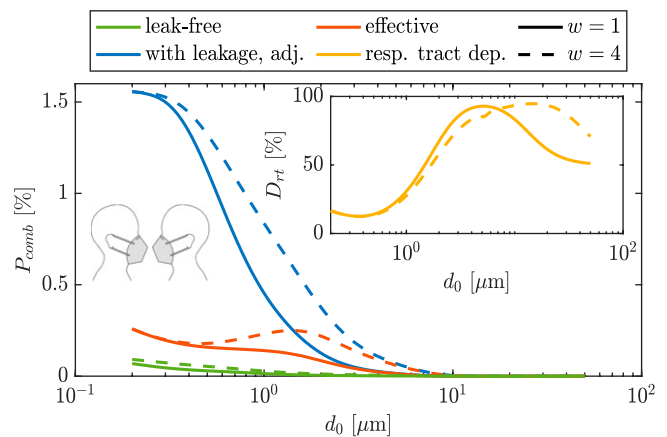 leak-free effective w = 1
with leakage, adj. resp. tract dep. w = 4
1.5
1
0.5
0
P_comb [%]
10^-1 10^0 10^1 10^2
d_0 [μm]
100
50
0
D_rt [%]
10^0 10^2
d_0 [μm]